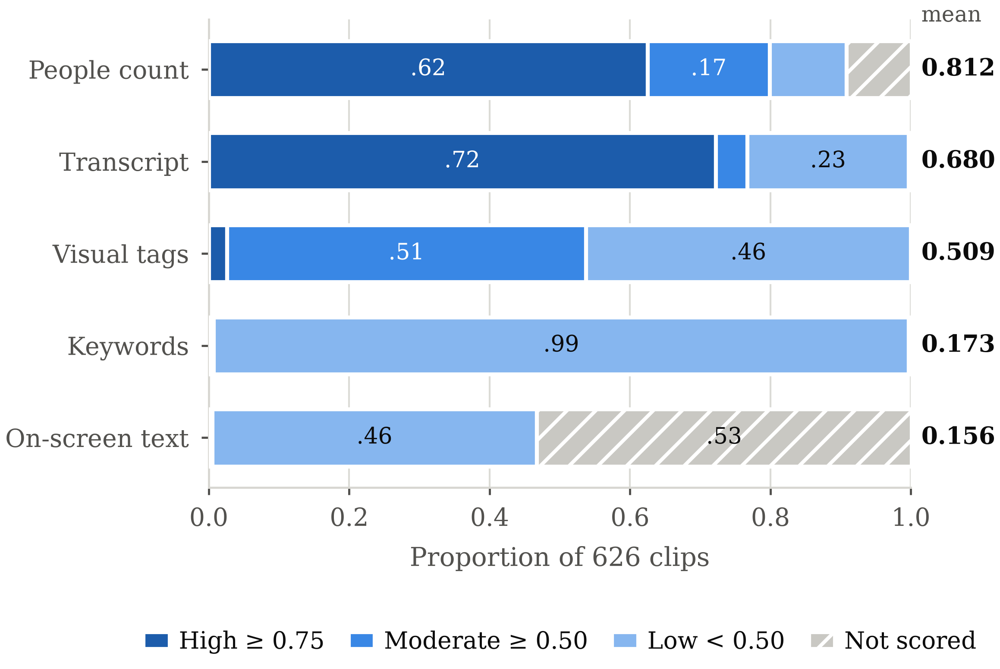 mean
People count .62 .17 0.812
Transcript .72 .23 0.680
Visual tags .51 .46 0.509
Keywords .99 0.173
On-screen text .46 .53 0.156
0.0 0.2 0.4 0.6 0.8 1.0
Proportion of 626 clips
High ≥ 0.75 Moderate ≥ 0.50 Low < 0.50 Not scored